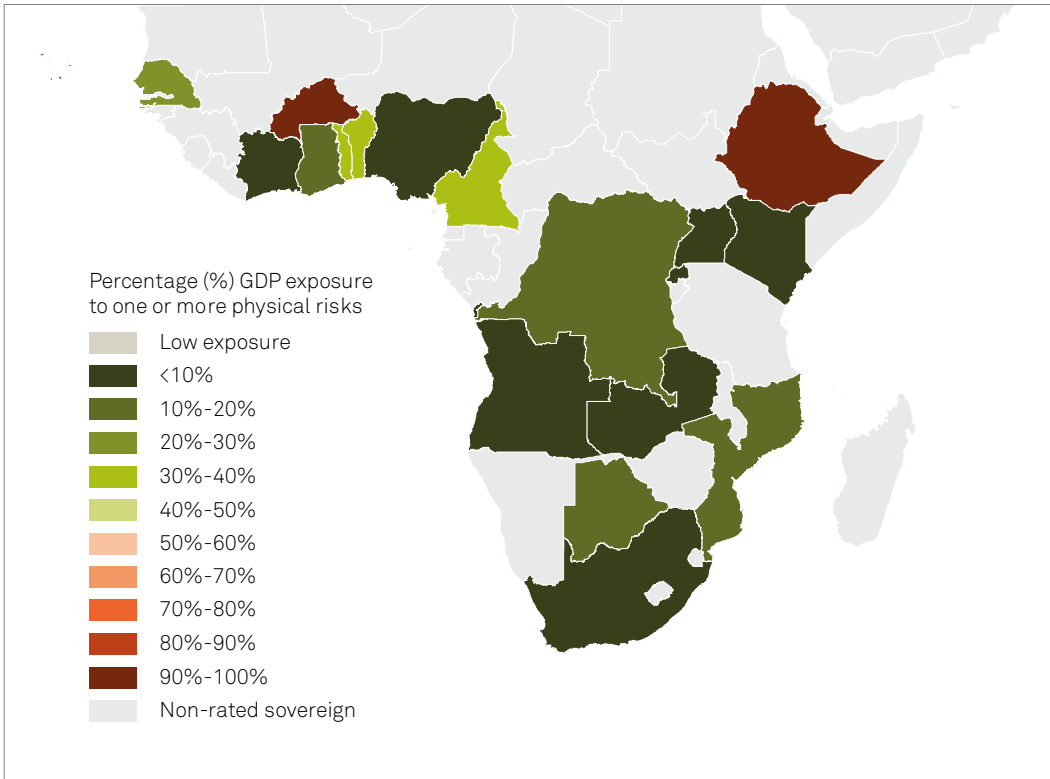 Percentage (%) GDP exposure
to one or more physical risks
Low exposure
<10%
10%-20%
20%-30%
30%-40%
40%-50%
50%-60%
60%-70%
70%-80%
80%-90%
90%-100%
Non-rated sovereign